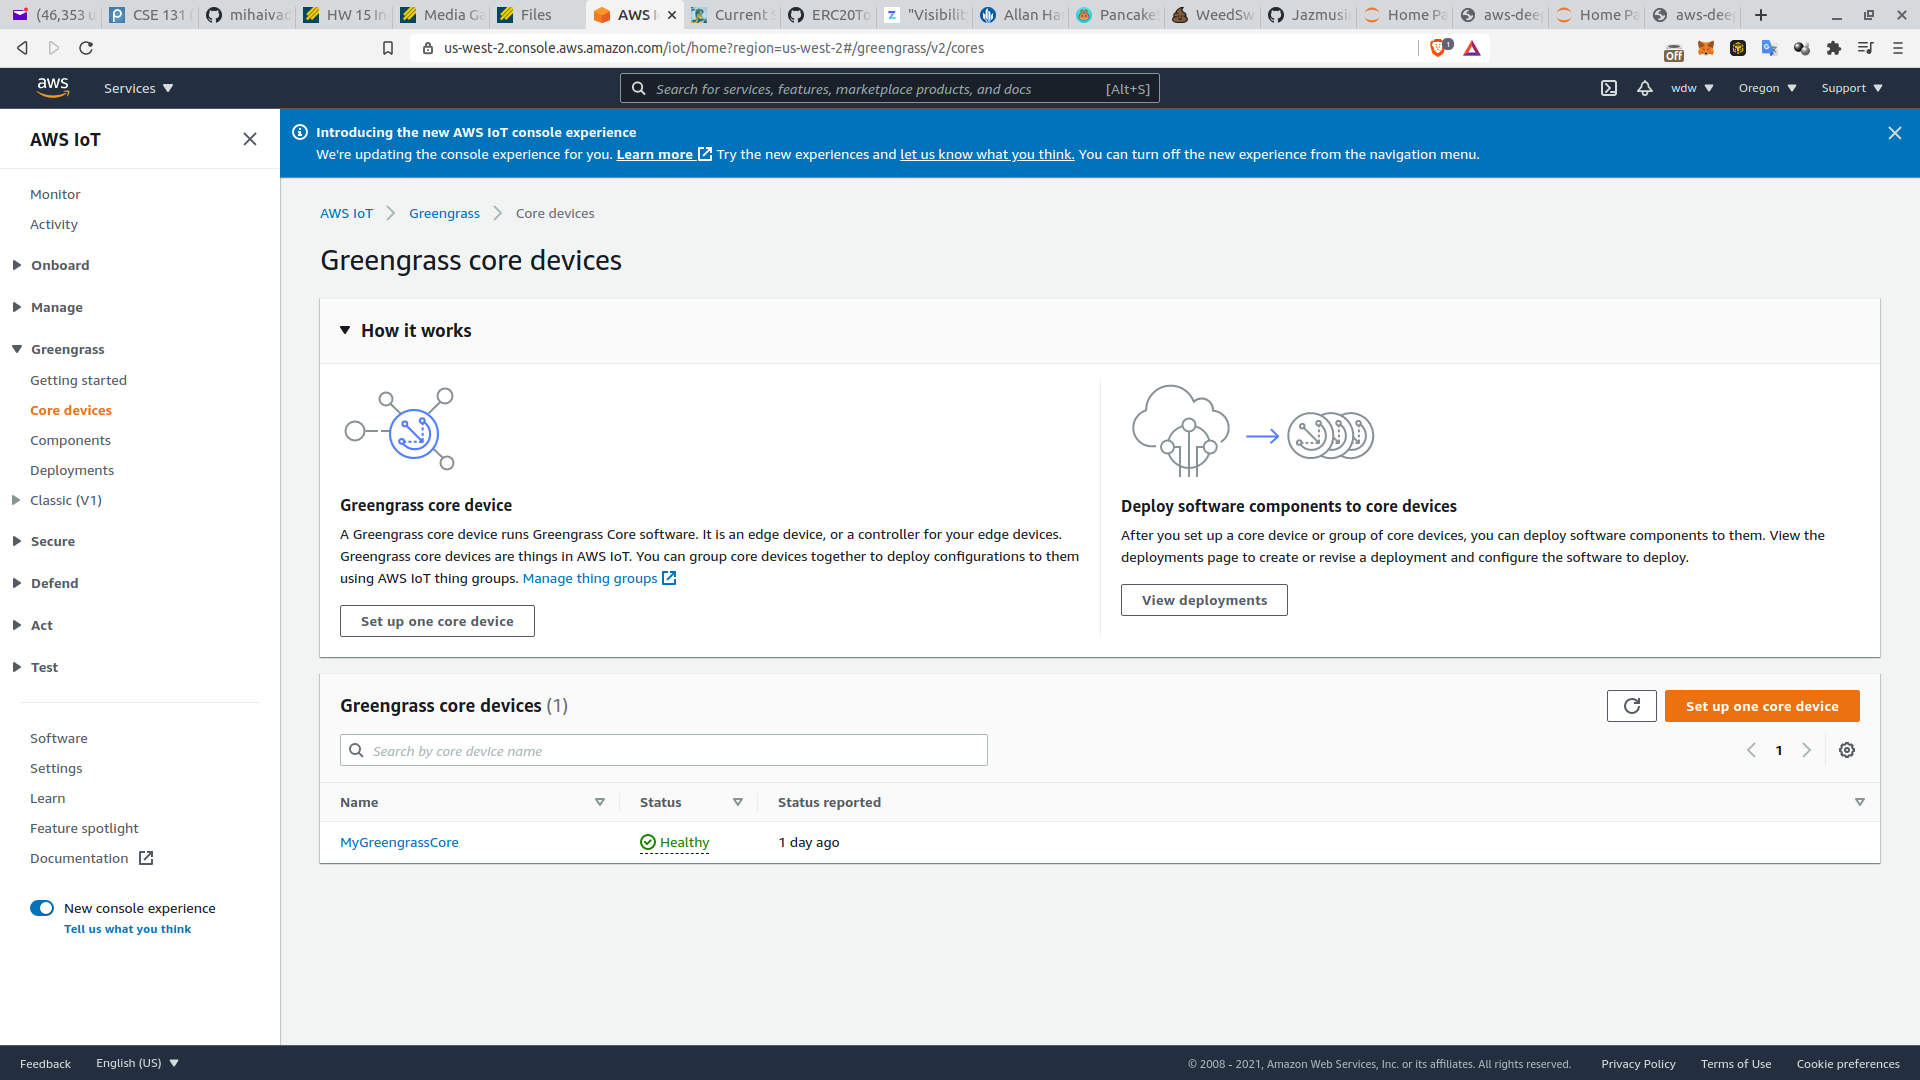 (46,353 u
CSE 131 (
mihaivac
HW 15 In
Media Ga
Files
AWS I
Current S
ERC20To
"Visibilit
Allan Ha
Pancake
WeedSw
Jazmusic
Home Pa
aws-deep
Home Pa
aws-deep
us-west-2.console.aws.amazon.com/iot/home?region=us-west-2#/greengrass/v2/cores
1
Off
aws
Services
Search for services, features, marketplace products, and docs
[Alt+S]
wdw
Oregon
Support
AWS IoT
Monitor
Activity
Onboard
Manage
Greengrass
Getting started
Core devices
Components
Deployments
Classic (V1)
Secure
Defend
Act
Test
Software
Settings
Learn
Feature spotlight
Documentation
New console experience
Tell us what you think
Introducing the new AWS IoT console experience
We're updating the console experience for you. Learn more Try the new experiences and let us know what you think. You can turn off the new experience from the navigation menu.
AWS IoT
Greengrass
Core devices
Greengrass core devices
How it works
Greengrass core device
A Greengrass core device runs Greengrass Core software. It is an edge device, or a controller for your edge devices.
Greengrass core devices are things in AWS IoT. You can group core devices together to deploy configurations to them
using AWS IoT thing groups. Manage thing groups
Set up one core device
Deploy software components to core devices
After you set up a core device or group of core devices, you can deploy software components to them. View the
deployments page to create or revise a deployment and configure the software to deploy.
View deployments
Greengrass core devices (1)
Set up one core device
Search by core device name
1
Name
Status
Status reported
MyGreengrassCore
Healthy
1 day ago
Feedback
English (US)
© 2008 - 2021, Amazon Web Services, Inc. or its affiliates. All rights reserved.
Privacy Policy
Terms of Use
Cookie preferences